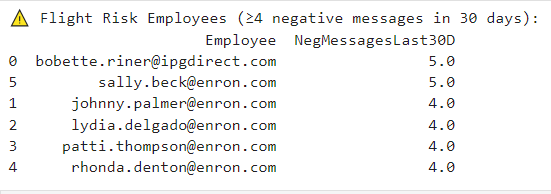 ⚠️ Flight Risk Employees (≥4 negative messages in 30 days):
Employee NegMessagesLast30D
0 bobette.riner@ipgdirect.com 5.0
5 sally.beck@enron.com 5.0
1 johnny.palmer@enron.com 4.0
2 lydia.delgado@enron.com 4.0
3 patti.thompson@enron.com 4.0
4 rhonda.denton@enron.com 4.0